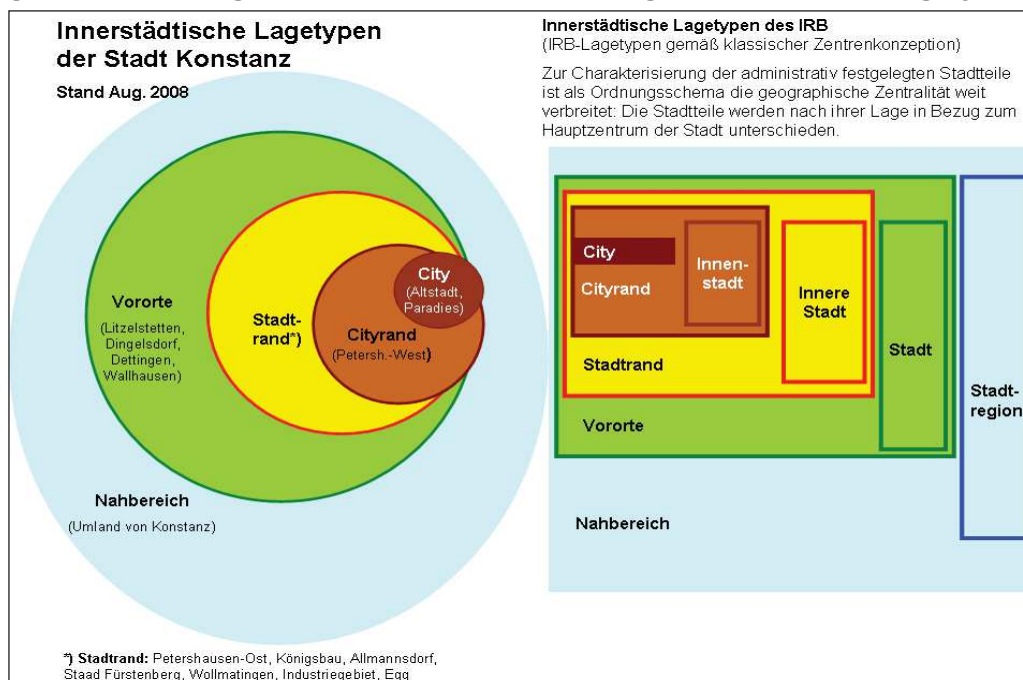 Innerstädtische Lagetypen
der Stadt Konstanz
Stand Aug. 2008
City
(Altstadt,
Paradies)
Cityrand
(Petersh.-West)
Stadt-
rand*)
Vororte
(Litzelstetten,
Dingelsdorf,
Dettingen,
Wallhausen)
Nahbereich
(Umland von Konstanz)
*) Stadtrand: Petershausen-Ost, Königsbau, Allmannsdorf,
Staad Fürstenberg, Wollmatingen, Industriegebiet, Egg
Innerstädtische Lagetypen des IRB
(IRB-Lagetypen gemäß klassischer Zentrenkonzeption)
Zur Charakterisierung der administrativ festgelegten Stadtteile
ist als Ordnungsschema die geographische Zentralität weit
verbreitet: Die Stadtteile werden nach ihrer Lage in Bezug zum
Hauptzentrum der Stadt unterschieden.
City
Cityrand
Innen-
stadt
Stadtrand
Innere
Stadt
Vororte
Stadt
Nahbereich
Stadt-
region